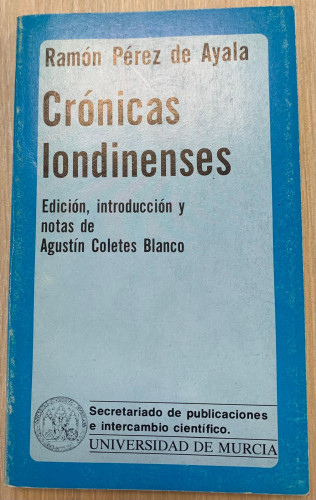 Ramón Pérez de Ayala
Crónicas
londinenses
Edición, introducción y
notas de
Agustín Coletes Blanco
Secretariado de publicaciones
e intercambio científico.
UNIVERSIDAD DE MURCIA